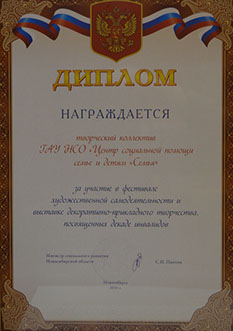 ДИПЛОМ
НАГРАЖДАЕТСЯ
творческий коллектив
ГАУ НСО «Центр социальной помощи
семье и детям «Семья»
за участие в фестивале
художественной самодеятельности и
выставке декоративно-прикладного творчества,
посвященных декаде инвалидов
Министр социального развития
Новосибирской области
С.И. Пыхтин
Новосибирск